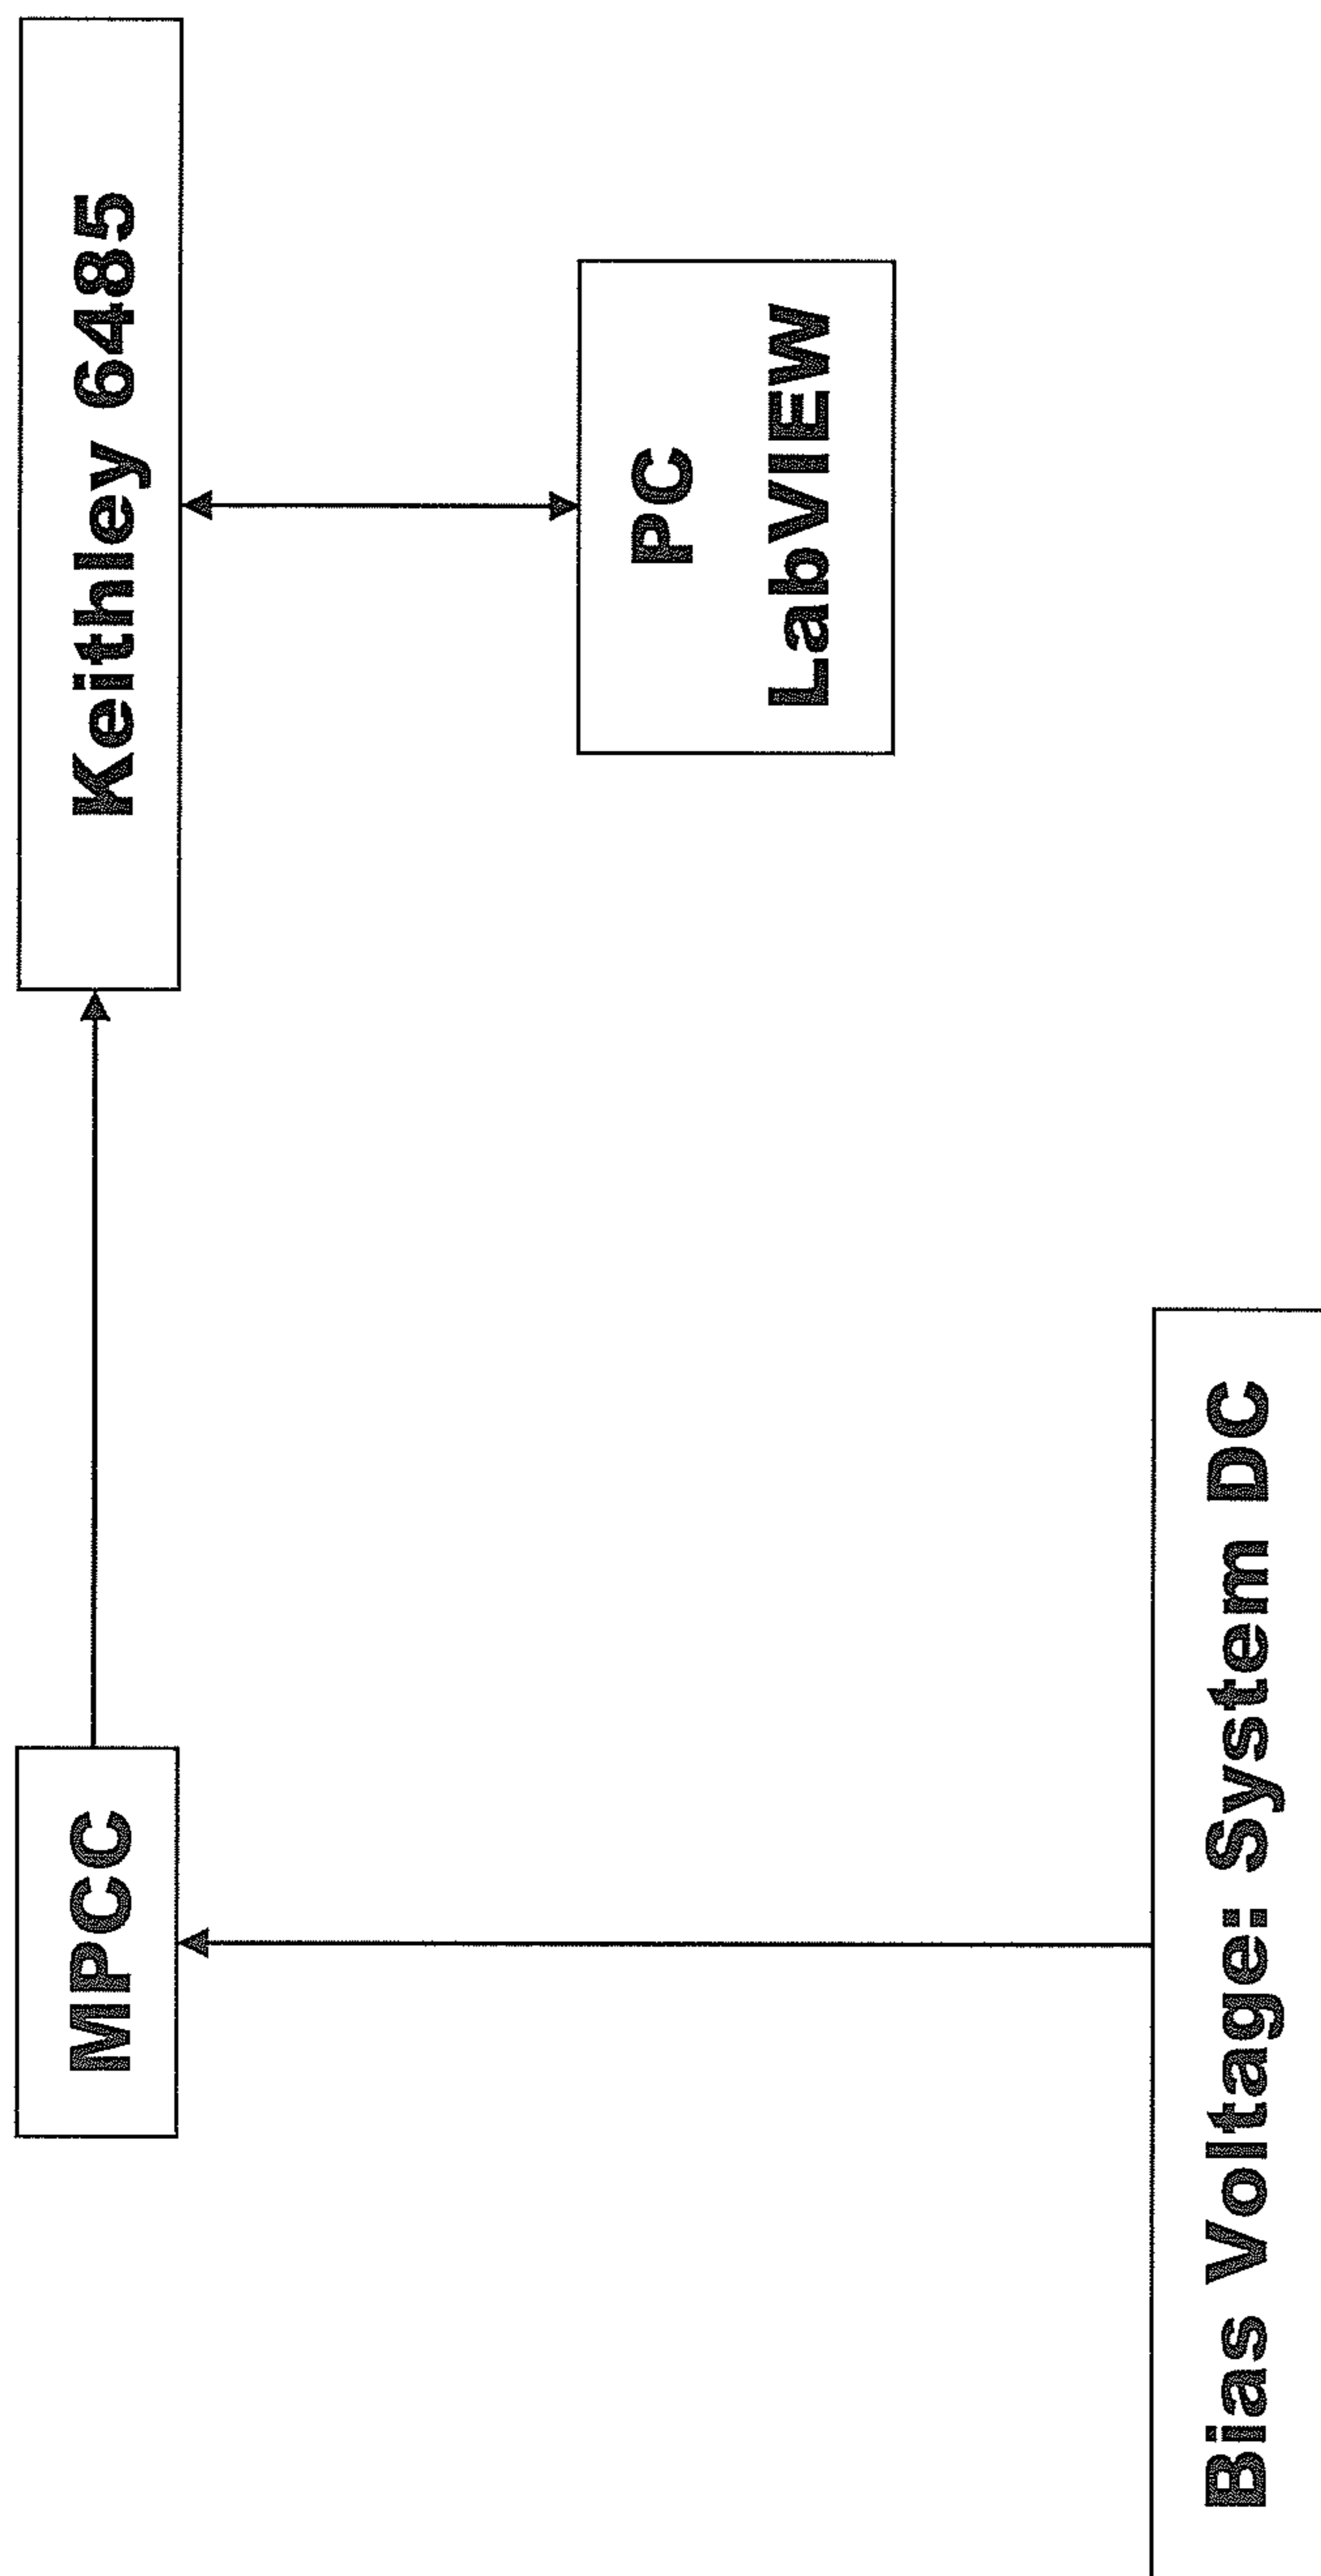 MPCC
Keithley 6485
PC
LabVIEW
Bias Voltage: System DC